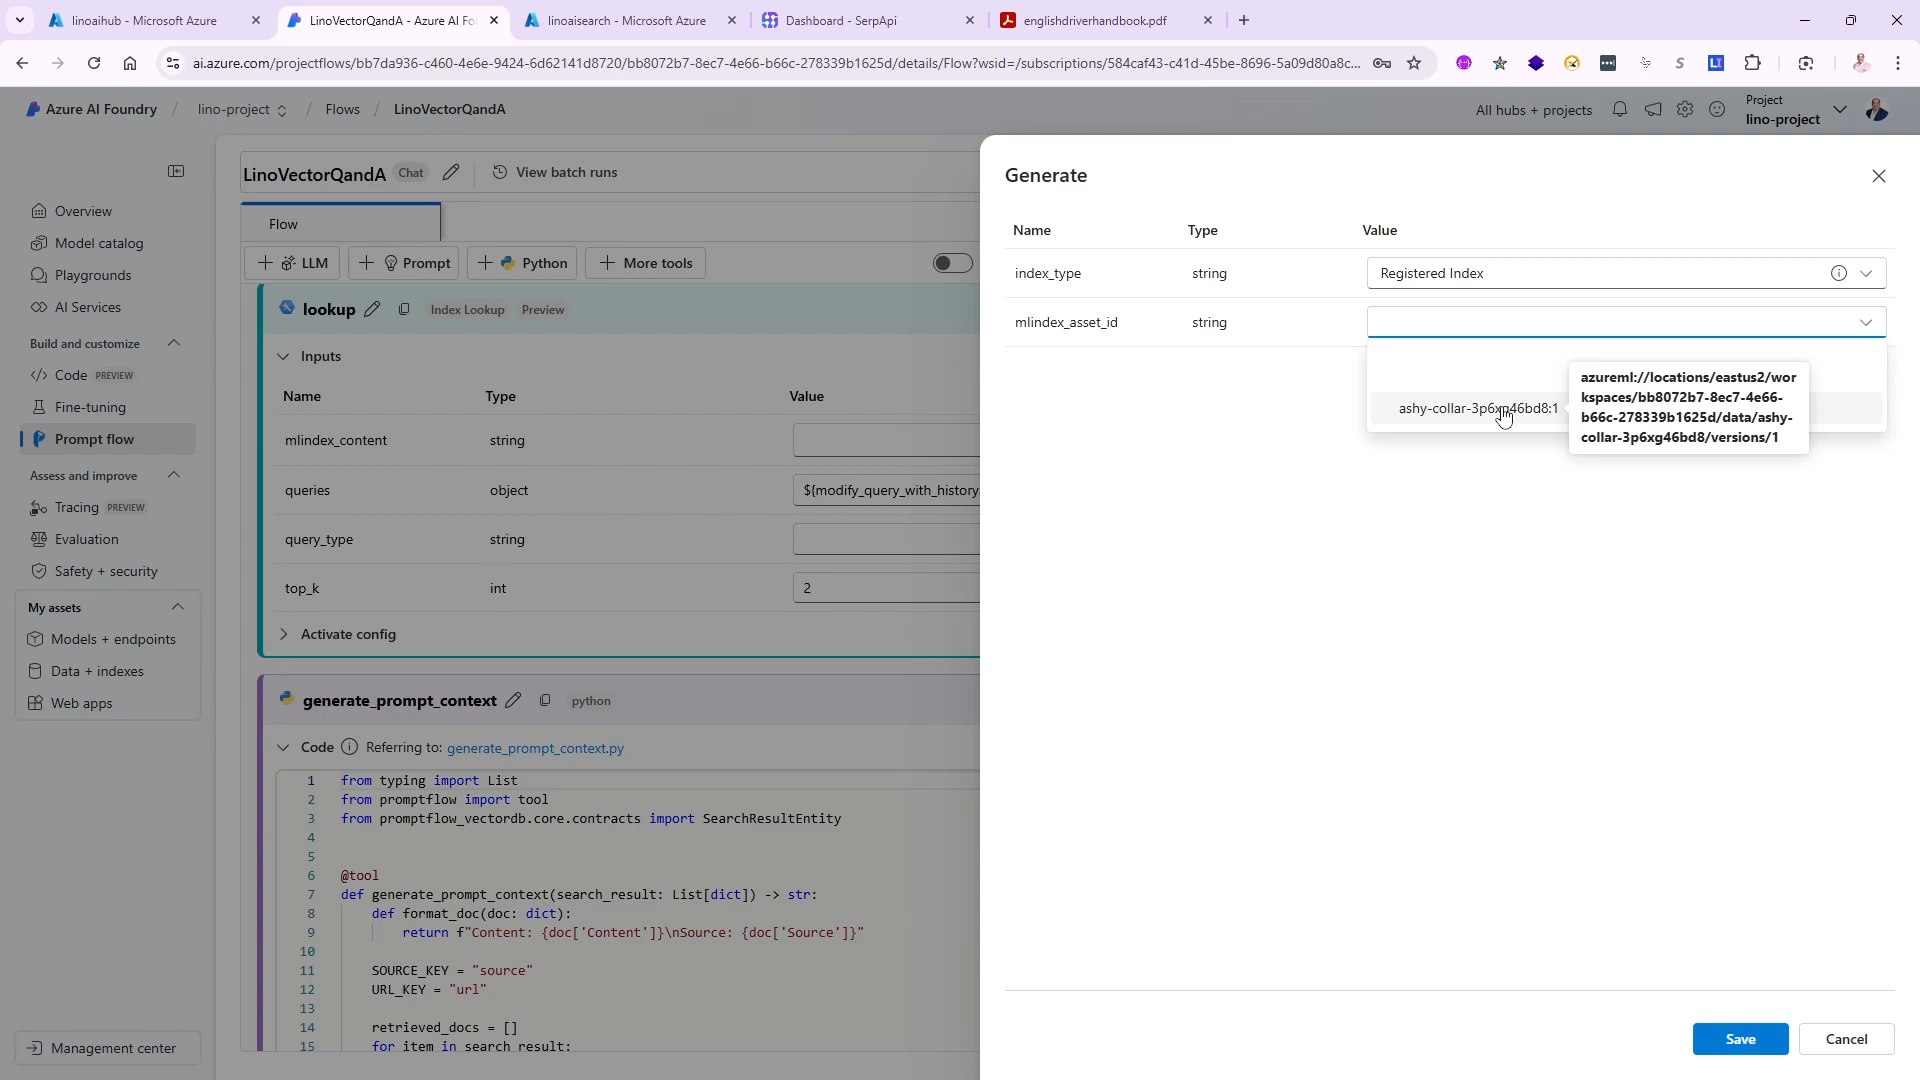 linoaihub - Microsoft Azure
LinoVectorQandA - Azure AI Fo
linoaisearch - Microsoft Azure
Dashboard - SerpApi
englishdriverhandbook.pdf
ai.azure.com/projectflows/bb7da936-c460-4e6e-9424-6d62141d8720/bb8072b7-8ec7-4e66-b66c-278339b1625d/details/Flow?wsid=/subscriptions/584caf43-c41d-45be-8696-5a09d80a8c...
Azure AI Foundry / lino-project / Flows / LinoVectorQandA
All hubs + projects
Project
lino-project
Overview
Model catalog
Playgrounds
AI Services
Build and customize
Code PREVIEW
Fine-tuning
Prompt flow
Assess and improve
Tracing PREVIEW
Evaluation
Safety + security
My assets
Models + endpoints
Data + indexes
Web apps
Management center
LinoVectorQandA Chat View batch runs
Flow
LLM
Prompt
Python
More tools
lookup Index Lookup Preview
Inputs
Name Type Value
mlindex_content string
queries object ${modify_query_with_history.
query_type string
top_k int 2
Activate config
generate_prompt_context python
Code Referring to: generate_prompt_context.py
1 from typing import List
2 from promptflow import tool
3 from promptflow_vectordb.core.contracts import SearchResultEntity
4
5
6 @tool
7 def generate_prompt_context(search_result: List[dict]) -> str:
8 def format_doc(doc: dict):
9 return f"Content: {doc['Content']}\nSource: {doc['Source']}"
10
11 SOURCE_KEY = "source"
12 URL_KEY = "url"
13
14 retrieved_docs = []
15 for item in search_result:
Generate
Name Type Value
index_type string Registered Index
mlindex_asset_id string
ashy-collar-3p6xg46bd8:1
azureml://locations/eastus2/wor
kspaces/bb8072b7-8ec7-4e66-
b66c-278339b1625d/data/ashy-
collar-3p6xg46bd8/versions/1
Save
Cancel